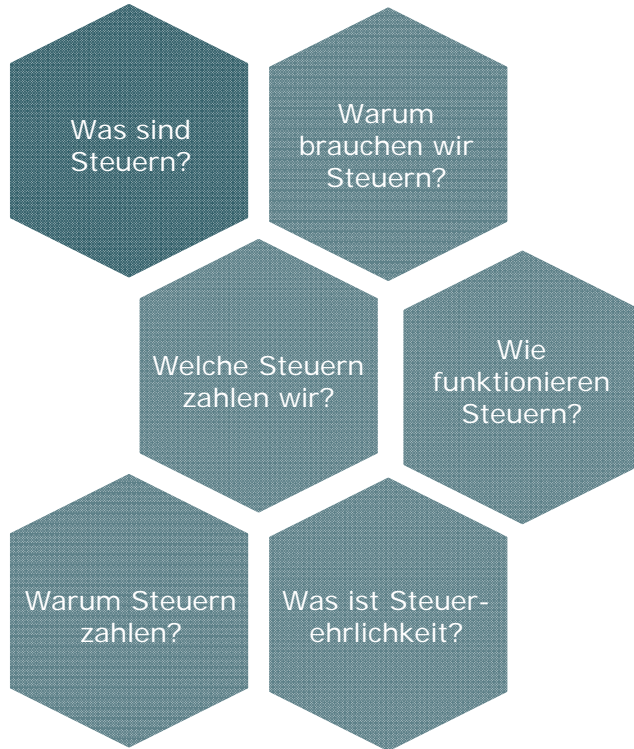 Was sind
Steuern?
Warum
brauchen wir
Steuern?
Welche Steuern
zahlen wir?
Wie
funktionieren
Steuern?
Warum Steuern
zahlen?
Was ist Steuer-
ehrlichkeit?